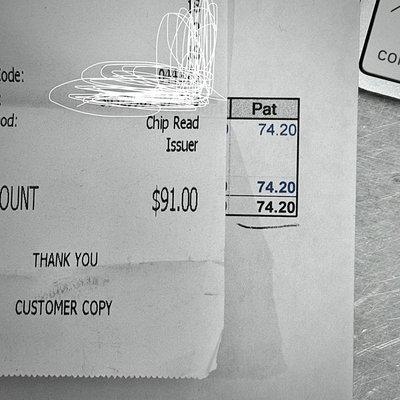 Code:
od:
Chip Read
Issuer
OUNT
$91.00
THANK YOU
CUSTOMER COPY
Pat
74.20
74.20
74.20
CO